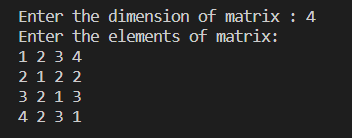 Enter the dimension of matrix : 4
Enter the elements of matrix:
1 2 3 4
2 1 2 2
3 2 1 3
4 2 3 1